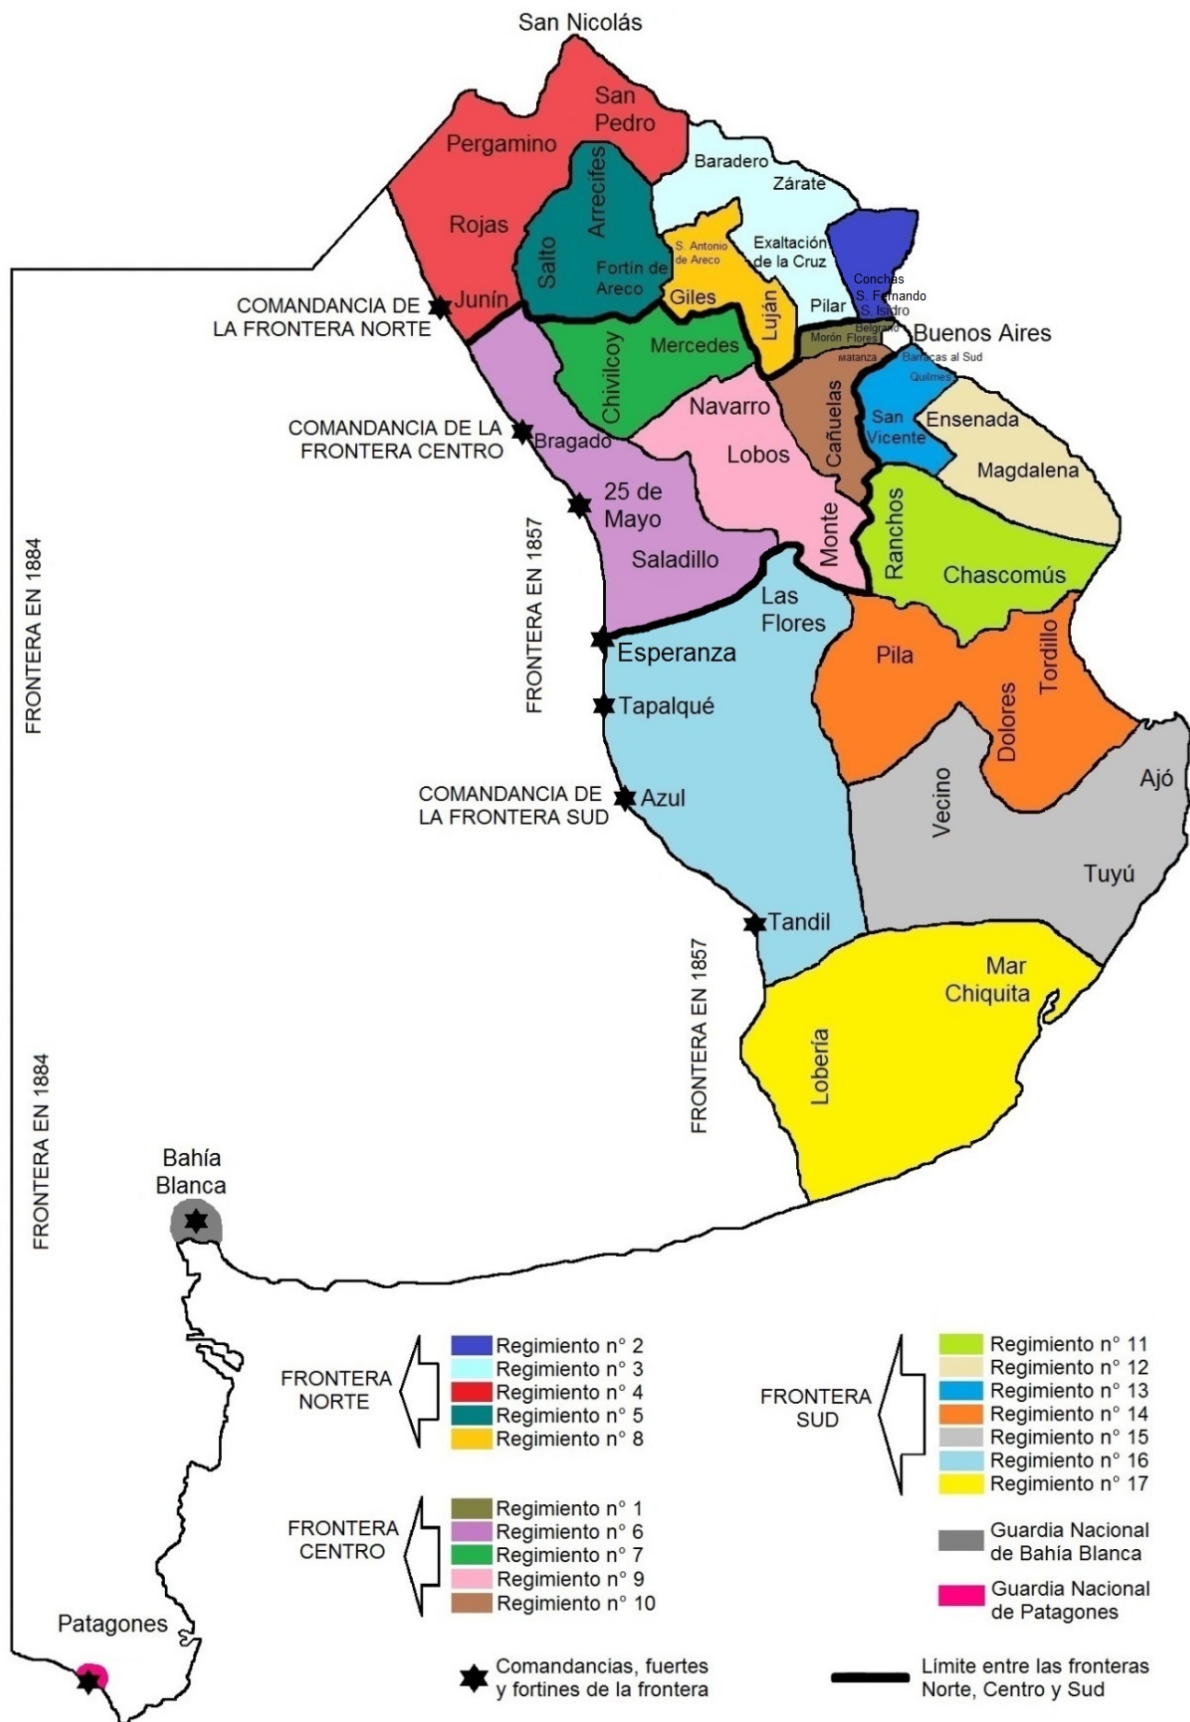 San Nicolás
San
Pedro
Pergamino
Arrecifes
Baradero
Zárate
Rojas
Salto
S. Antonio
de Areco
Exaltación
de la Cruz
Fortín de
Areco
Conchas
S. Fernando
S. Isidro
Junín
Giles
Luján
Pilar
COMANDANCIA DE
LA FRONTERA NORTE
Belgrano
Morón Flores
Buenos Aires
Mercedes
Matanza
Barracas al Sud
Quilmes
Chivilcoy
Navarro
Cañuelas
San
Vicente
Ensenada
COMANDANCIA DE LA
FRONTERA CENTRO
Bragado
Lobos
Magdalena
25 de
Mayo
Saladillo
Monte
Ranchos
Chascomús
FRONTERA EN 1884
FRONTERA EN 1857
Las
Flores
Esperanza
Pila
Tordillo
Dolores
Tapalqué
COMANDANCIA DE
LA FRONTERA SUD
Azul
Vecino
Ajó
Tuyú
Tandil
Mar
Chiquita
FRONTERA EN 1857
Lobería
FRONTERA EN 1884
Bahía
Blanca
FRONTERA
NORTE
Regimiento n° 2
Regimiento n° 3
Regimiento n° 4
Regimiento n° 5
Regimiento n° 8
FRONTERA
CENTRO
Regimiento n° 1
Regimiento n° 6
Regimiento n° 7
Regimiento n° 9
Regimiento n° 10
FRONTERA
SUD
Regimiento n° 11
Regimiento n° 12
Regimiento n° 13
Regimiento n° 14
Regimiento n° 15
Regimiento n° 16
Regimiento n° 17
Guardia Nacional
de Bahía Blanca
Guardia Nacional
de Patagones
Patagones
Comandancias, fuertes
y fortines de la frontera
Límite entre las fronteras
Norte, Centro y Sud